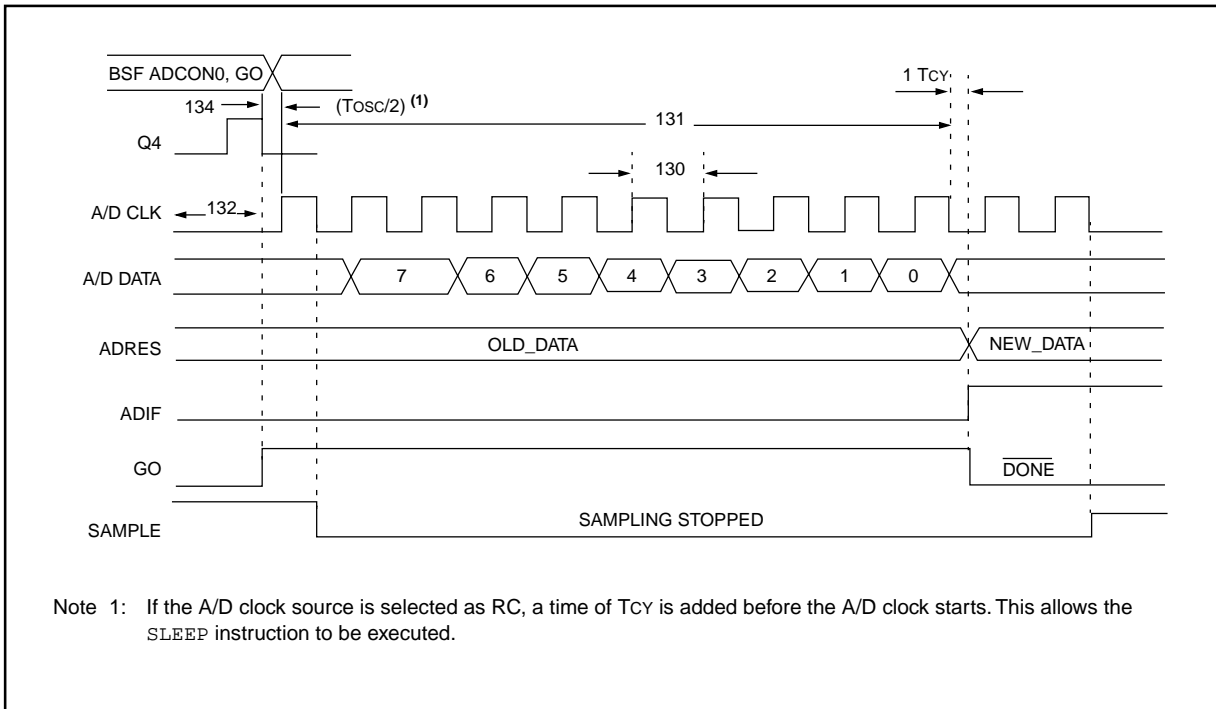 BSF ADCON0, GO
1 TCY
134
(TOSC/2) (1)
131
Q4
130
A/D CLK
132
A/D DATA
7 6 5 4 3 2 1 0
ADRES
OLD_DATA
NEW_DATA
ADIF
GO
DONE
SAMPLE
SAMPLING STOPPED
Note 1: If the A/D clock source is selected as RC, a time of TCY is added before the A/D clock starts. This allows the
SLEEP instruction to be executed.